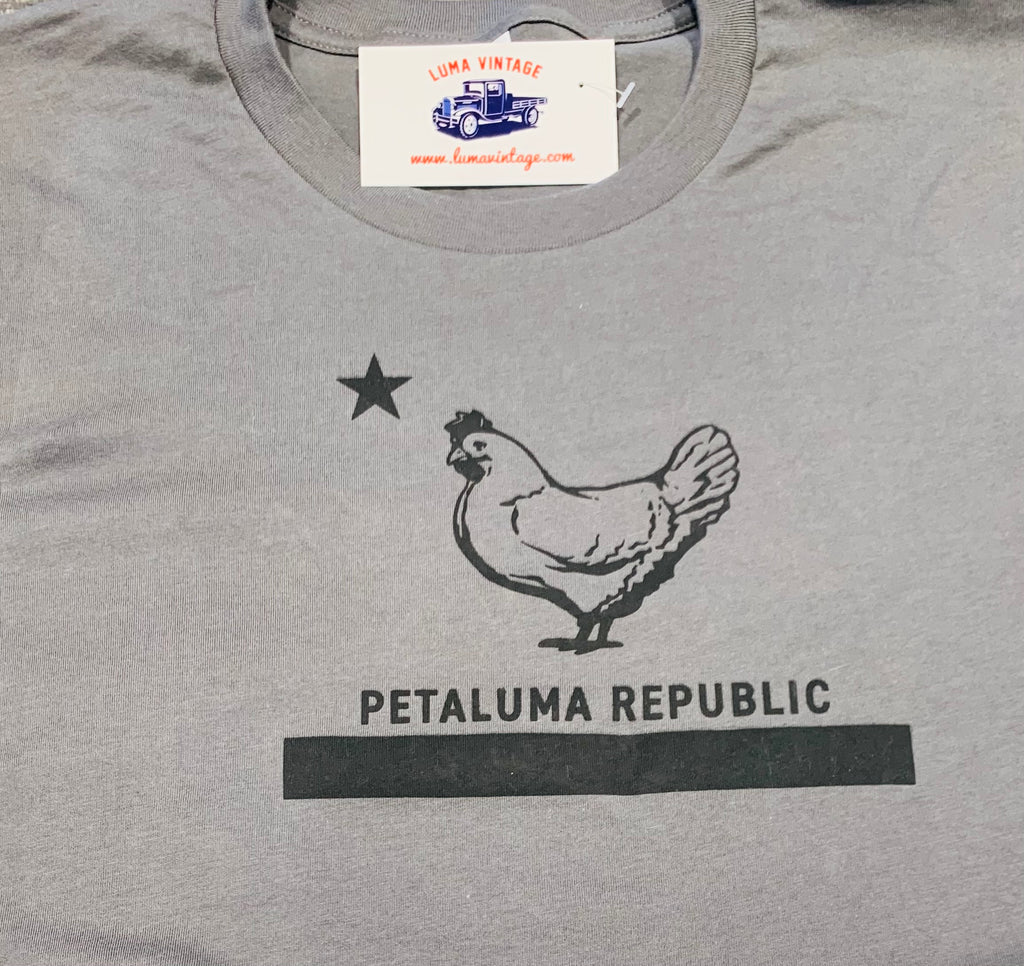 LUMA VINTAGE
www.lumavintage.com
PETALUMA REPUBLIC